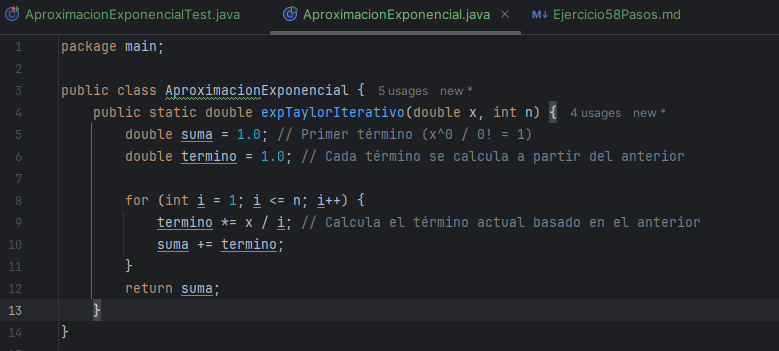 AproximacionExponencialTest.java AproximacionExponencial.java × M↓ Ejercicio58Pasos.md
1 package main;
2
3 public class AproximacionExponencial { 5 usages new *
4 public static double expTaylorIterativo(double x, int n) { 4 usages new *
5 double suma = 1.0; // Primer término (x^0 / 0! = 1)
6 double termino = 1.0; // Cada término se calcula a partir del anterior
7
8 for (int i = 1; i <= n; i++) {
9 termino *= x / i; // Calcula el término actual basado en el anterior
10 suma += termino;
11 }
12 return suma;
13 }
14 }